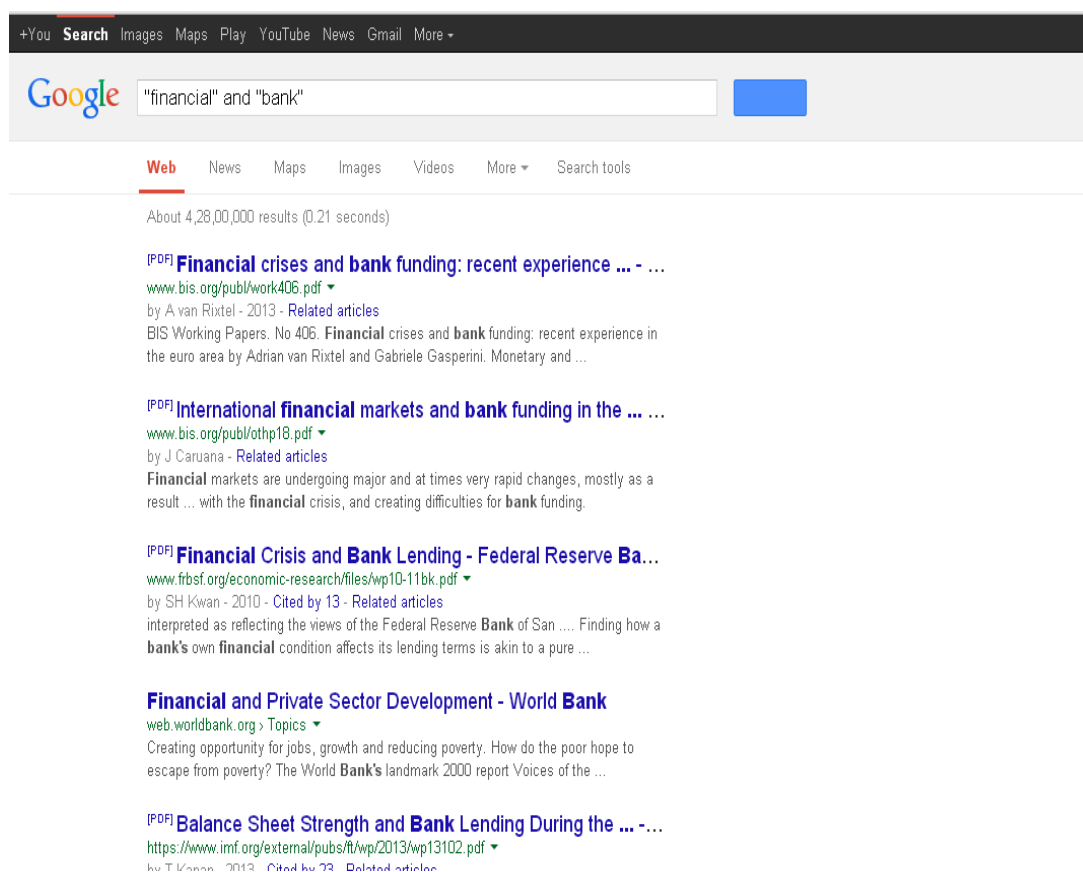 +You Search Images Maps Play YouTube News Gmail More
Google "financial" and "bank"
Web News Maps Images Videos More Search tools
About 4,28,00,000 results (0.21 seconds)
[PDF] Financial crises and bank funding: recent experience ... - ...
www.bis.org/publ/work406.pdf
by A van Rixtel - 2013 - Related articles
BIS Working Papers. No 406. Financial crises and bank funding: recent experience in
the euro area by Adrian van Rixtel and Gabriele Gasperini. Monetary and ...
[PDF] International financial markets and bank funding in the ... ...
www.bis.org/publ/othp18.pdf
by J Caruana - Related articles
Financial markets are undergoing major and at times very rapid changes, mostly as a
result ... with the financial crisis, and creating difficulties for bank funding.
[PDF] Financial Crisis and Bank Lending - Federal Reserve Ba...
www.frbsf.org/economic-research/files/wp10-11bk.pdf
by SH Kwan - 2010 - Cited by 13 - Related articles
interpreted as reflecting the views of the Federal Reserve Bank of San .... Finding how a
bank's own financial condition affects its lending terms is akin to a pure ...
Financial and Private Sector Development - World Bank
web.worldbank.org › Topics
Creating opportunity for jobs, growth and reducing poverty. How do the poor hope to
escape from poverty? The World Bank's landmark 2000 report Voices of the ...
[PDF] Balance Sheet Strength and Bank Lending During the ... -...
https://www.imf.org/external/pubs/ft/wp/2013/wp13102.pdf
by T Kapan - 2013 - Cited by 23 - Related articles